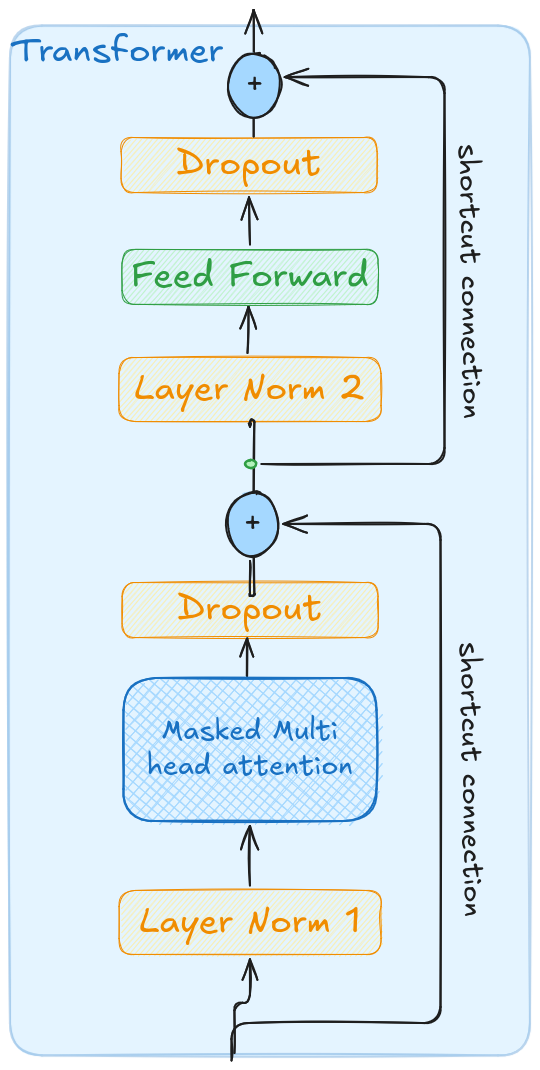 Transformer
+
Dropout
shortcut connection
Feed Forward
Layer Norm 2
+
Dropout
shortcut connection
Masked Multi
head attention
Layer Norm 1